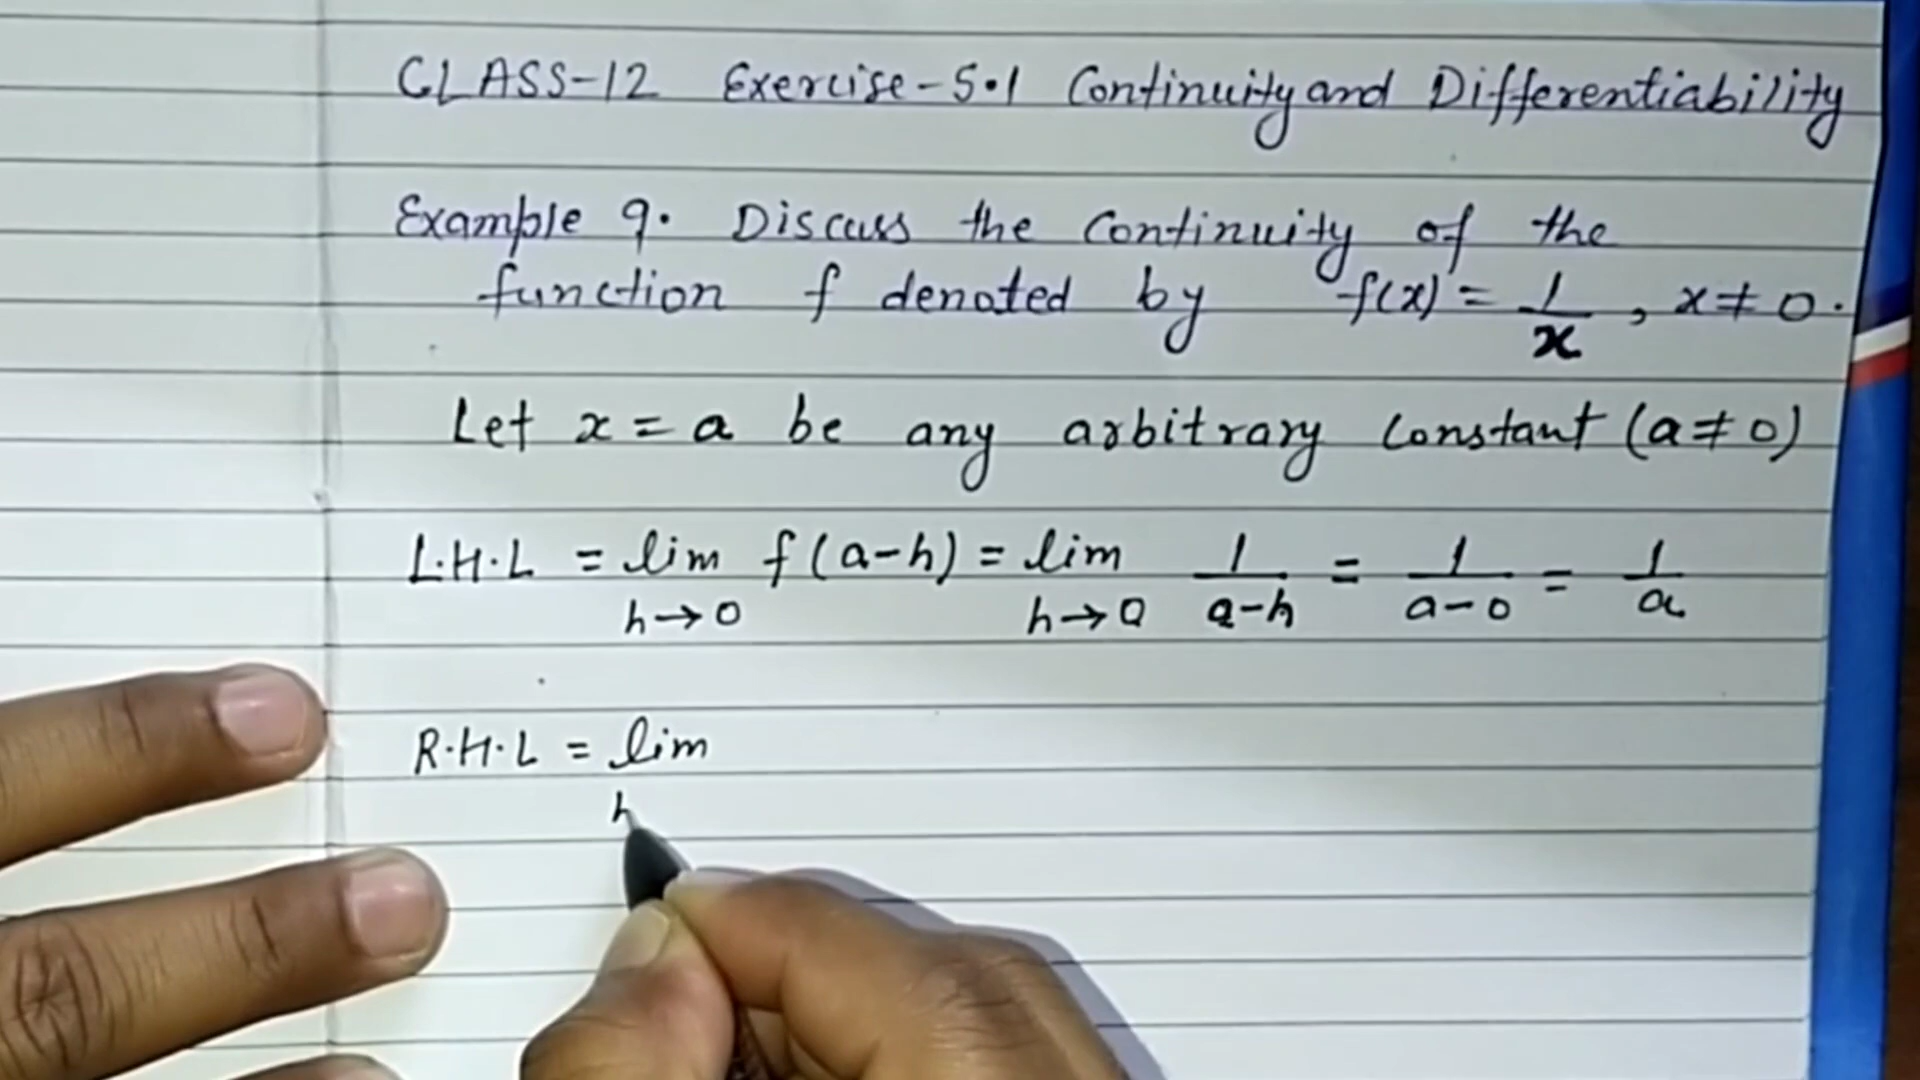 CLASS-12 Exercise-5.1 Continuity and Differentiability
Example 9. Discuss the Continuity of the
function f denoted by f(x) = 1/x , x ≠ 0.
Let x = a be any arbitrary constant (a ≠ 0)
L.H.L = lim h→0 f(a-h) = lim h→0 1/(a-h) = 1/(a-0) = 1/a
R.H.L = lim
h